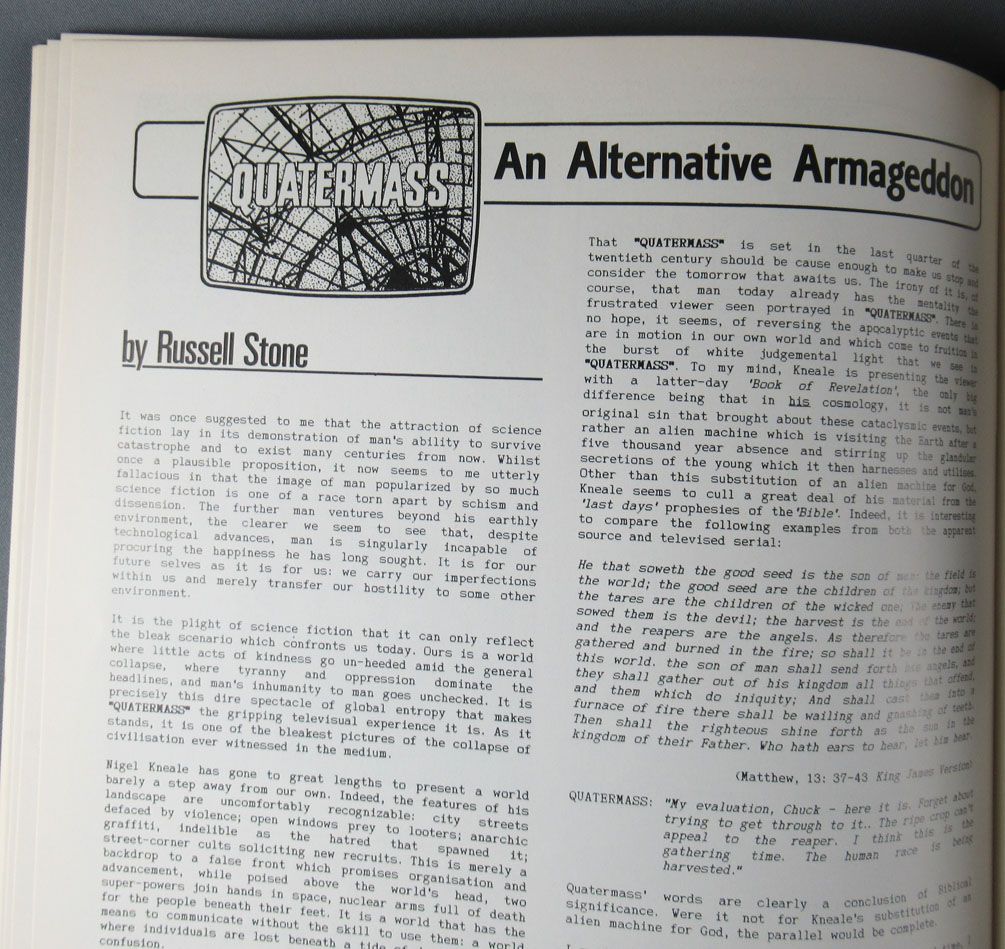 QUATERMASS
An Alternative Armageddon
by Russell Stone
It was once suggested to me that the attraction of science
fiction lay in its demonstration of man's ability to survive
catastrophe and to exist many centuries from now. Whilst
once a plausible proposition, it now seems to me utterly
fallacious in that the image of man popularized by so much
science fiction is one of a race torn apart by schism and
dissension. The further man ventures beyond his earthly
environment, the clearer we seem to see that, despite
technological advances, man is singularly incapable of
procuring the happiness he has long sought. It is for our
future selves as it is for us: we carry our imperfections
within us and merely transfer our hostility to some other
environment.
It is the plight of science fiction that it can only reflect
the bleak scenario which confronts us today. Ours is a world
where little acts of kindness go un-heeded amid the general
collapse, where tyranny and oppression dominate the
headlines, and man's inhumanity to man goes unchecked. It is
precisely this dire spectacle of global entropy that makes
"QUATERMASS" the gripping televisual experience it is. As it
stands, it is one of the bleakest pictures of the collapse of
civilisation ever witnessed in the medium.
Nigel Kneale has gone to great lengths to present a world
barely a step away from our own. Indeed, the features of his
landscape are uncomfortably recognizable: city streets
defaced by violence; open windows prey to looters; anarchic
graffiti, indelible as the hatred that spawned it;
street-corner cults soliciting new recruits. This is merely a
backdrop to a false front which promises organisation and
advancement, while poised above the world's head, two
super-powers join hands in space, nuclear arms full of death
for the people beneath their feet. It is a world that has the
means to communicate without the skill to use them: a world
where individuals are lost beneath a tide of
confusion.
That "QUATERMASS" is set in the last quarter of the
twentieth century should be cause enough to make us stop and
consider the tomorrow that awaits us. The irony of it is, of
course, that man today already has the mentality the
frustrated viewer seen portrayed in "QUATERMASS". There is
no hope, it seems, of reversing the apocalyptic events that
are in motion in our own world and which come to fruition in
the burst of white judgemental light that we see in
"QUATERMASS". To my mind, Kneale is presenting the viewer
with a latter-day 'Book of Revelation', the only big
difference being that in his cosmology, it is not man's
original sin that brought about these cataclysmic events, but
rather an alien machine which is visiting the Earth after a
five thousand year absence and stirring up the glandular
secretions of the young which it then harnesses and utilises.
Other than this substitution of an alien machine for God,
Kneale seems to cull a great deal of his material from the
'last days' prophesies of the 'Bible'. Indeed, it is interesting
to compare the following examples from both the apparent
source and televised serial:
He that soweth the good seed is the son of man: the field is
the world; the good seed are the children of the kingdom; but
the tares are the children of the wicked one; The enemy that
sowed them is the devil; the harvest is the end of the world;
and the reapers are the angels. As therefore the tares are
gathered and burned in the fire; so shall it be in the end of
this world. the son of man shall send forth his angels, and
they shall gather out of his kingdom all things that offend,
and them which do iniquity; And shall cast them into a
furnace of fire there shall be wailing and gnashing of teeth.
Then shall the righteous shine forth as the sun in the
kingdom of their Father. Who hath ears to hear, let him hear.
(Matthew, 13: 37-43 King James Version)
QUATERMASS: "My evaluation, Chuck - here it is. Forget about
trying to get through to it.. The ripe crop can't
appeal to the reaper. I think this is the
gathering time. The human race is being
harvested."
Quatermass' words are clearly a conclusion of Biblical
significance. Were it not for Kneale's substitution of an
alien machine for God, the parallel would be complete.